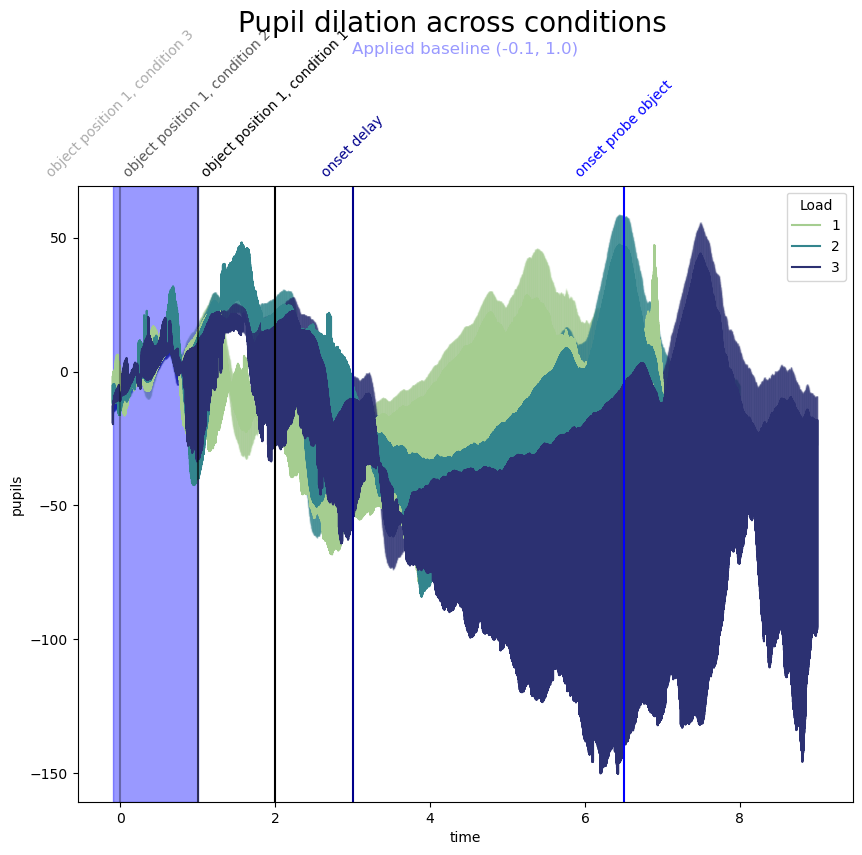 Pupil dilation across conditions
Applied baseline (-0.1, 1.0)
object position 1, condition 3
object position 1, condition 2
object position 1, condition 1
onset delay
onset probe object
Load
1
2
3
50
0
−50
−100
−150
pupils
0 2 4 6 8
time